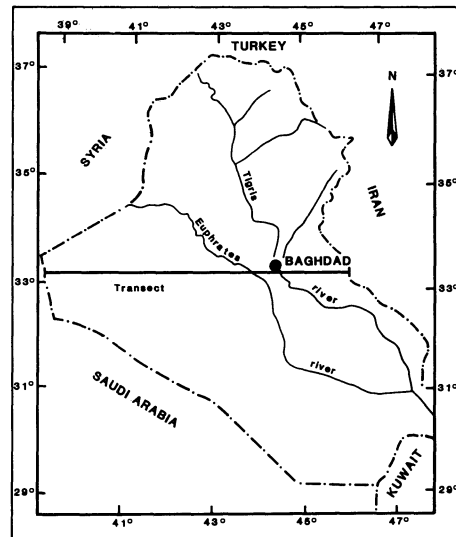 39° 41° 43° 45° 47°
TURKEY
37° 37°
N
SYRIA
35° 35°
Tigris
IRAN
Euphrates
BAGHDAD
33° 33°
Transect
river
river
31° 31°
SAUDI ARABIA
KUWAIT
29° 29°
41° 43° 45° 47°